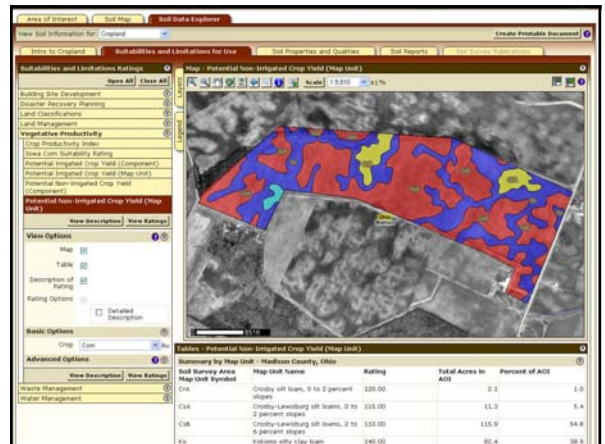 Area of Interest
Soil Map
Soil Data Explorer
View Soil Information for: Cropland
Create Printable Document
Intro to Cropland
Suitabilities and Limitations for Use
Soil Properties and Qualities
Soil Reports
Soil Survey Publications
Suitabilities and Limitations Ratings
Open All Close All
Building Site Development
Disaster Recovery Planning
Land Classifications
Land Management
Vegetative Productivity
Crop Productivity Index
Iowa Corn Suitability Rating
Potential Irrigated Crop Yield (Component)
Potential Irrigated Crop Yield (Map Unit)
Potential Non-Irrigated Crop Yield
(Component)
Potential Non-Irrigated Crop Yield (Map
Unit)
View Description View Ratings
View Options
Map
Table
Description of
Rating
Rating Options
Detailed
Description
Basic Options
Crop Corn
Advanced Options
View Description View Ratings
Waste Management
Water Management
Map - Potential Non-Irrigated Crop Yield (Map Unit)
Layers
Legend
Scale
Tables - Potential Non-Irrigated Crop Yield (Map Unit)
Summary by Map Unit - Madison County, Ohio
Soil Survey Area
Map Unit Symbol
Map Unit Name
Rating
Total Acres in
AOI
Percent of AOI
CrA Crosby silt loam, 0 to 2 percent
slopes 120.00 2.1 1.0
Crosby-Lewisburg silt loams, 0 to
2 percent slopes 115.00 11.3 5.4
Crosby-Lewisburg silt loams, 2 to
6 percent slopes 110.00 115.9 54.8
Ko Kokomo silty clay loam 140.00 82.4 38.9